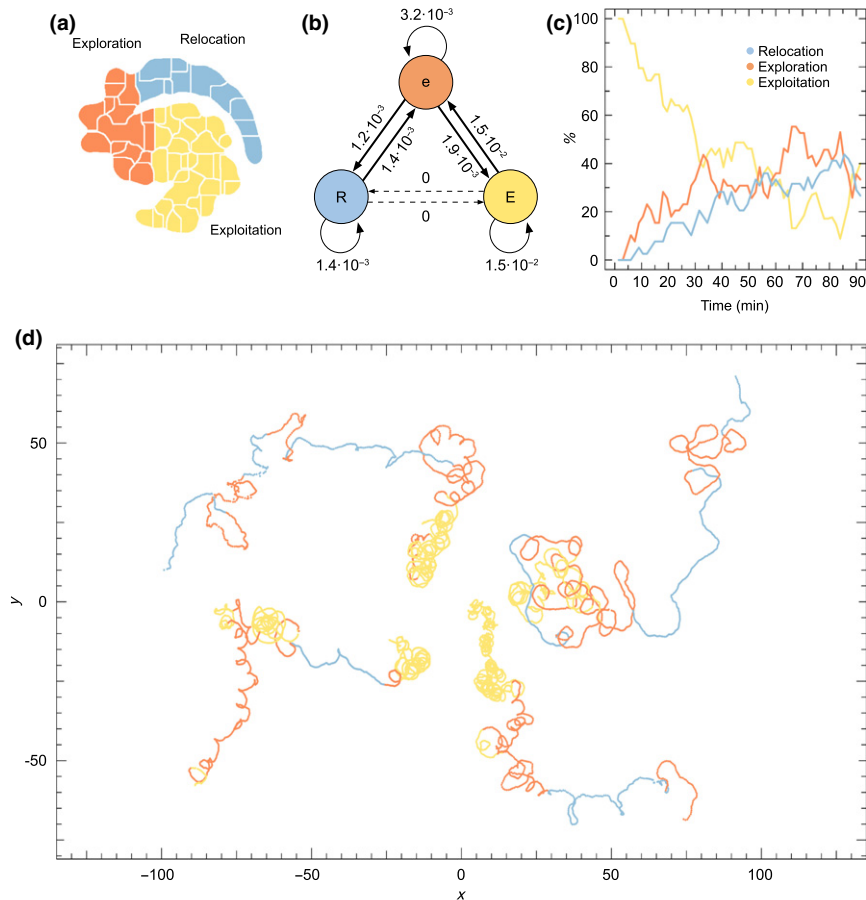 (a)
Exploration
Relocation
Exploitation
(b)
3.2·10⁻³
e
1.2·10⁻³
1.4·10⁻³
1.5·10⁻²
1.9·10⁻³
0
R
E
0
1.4·10⁻³
1.5·10⁻²
(c)
100
80
60
40
20
0
%
Relocation
Exploration
Exploitation
0 10 20 30 40 50 60 70 80 90
Time (min)
(d)
50
0
-50
y
−100 −50 0 50 100
x